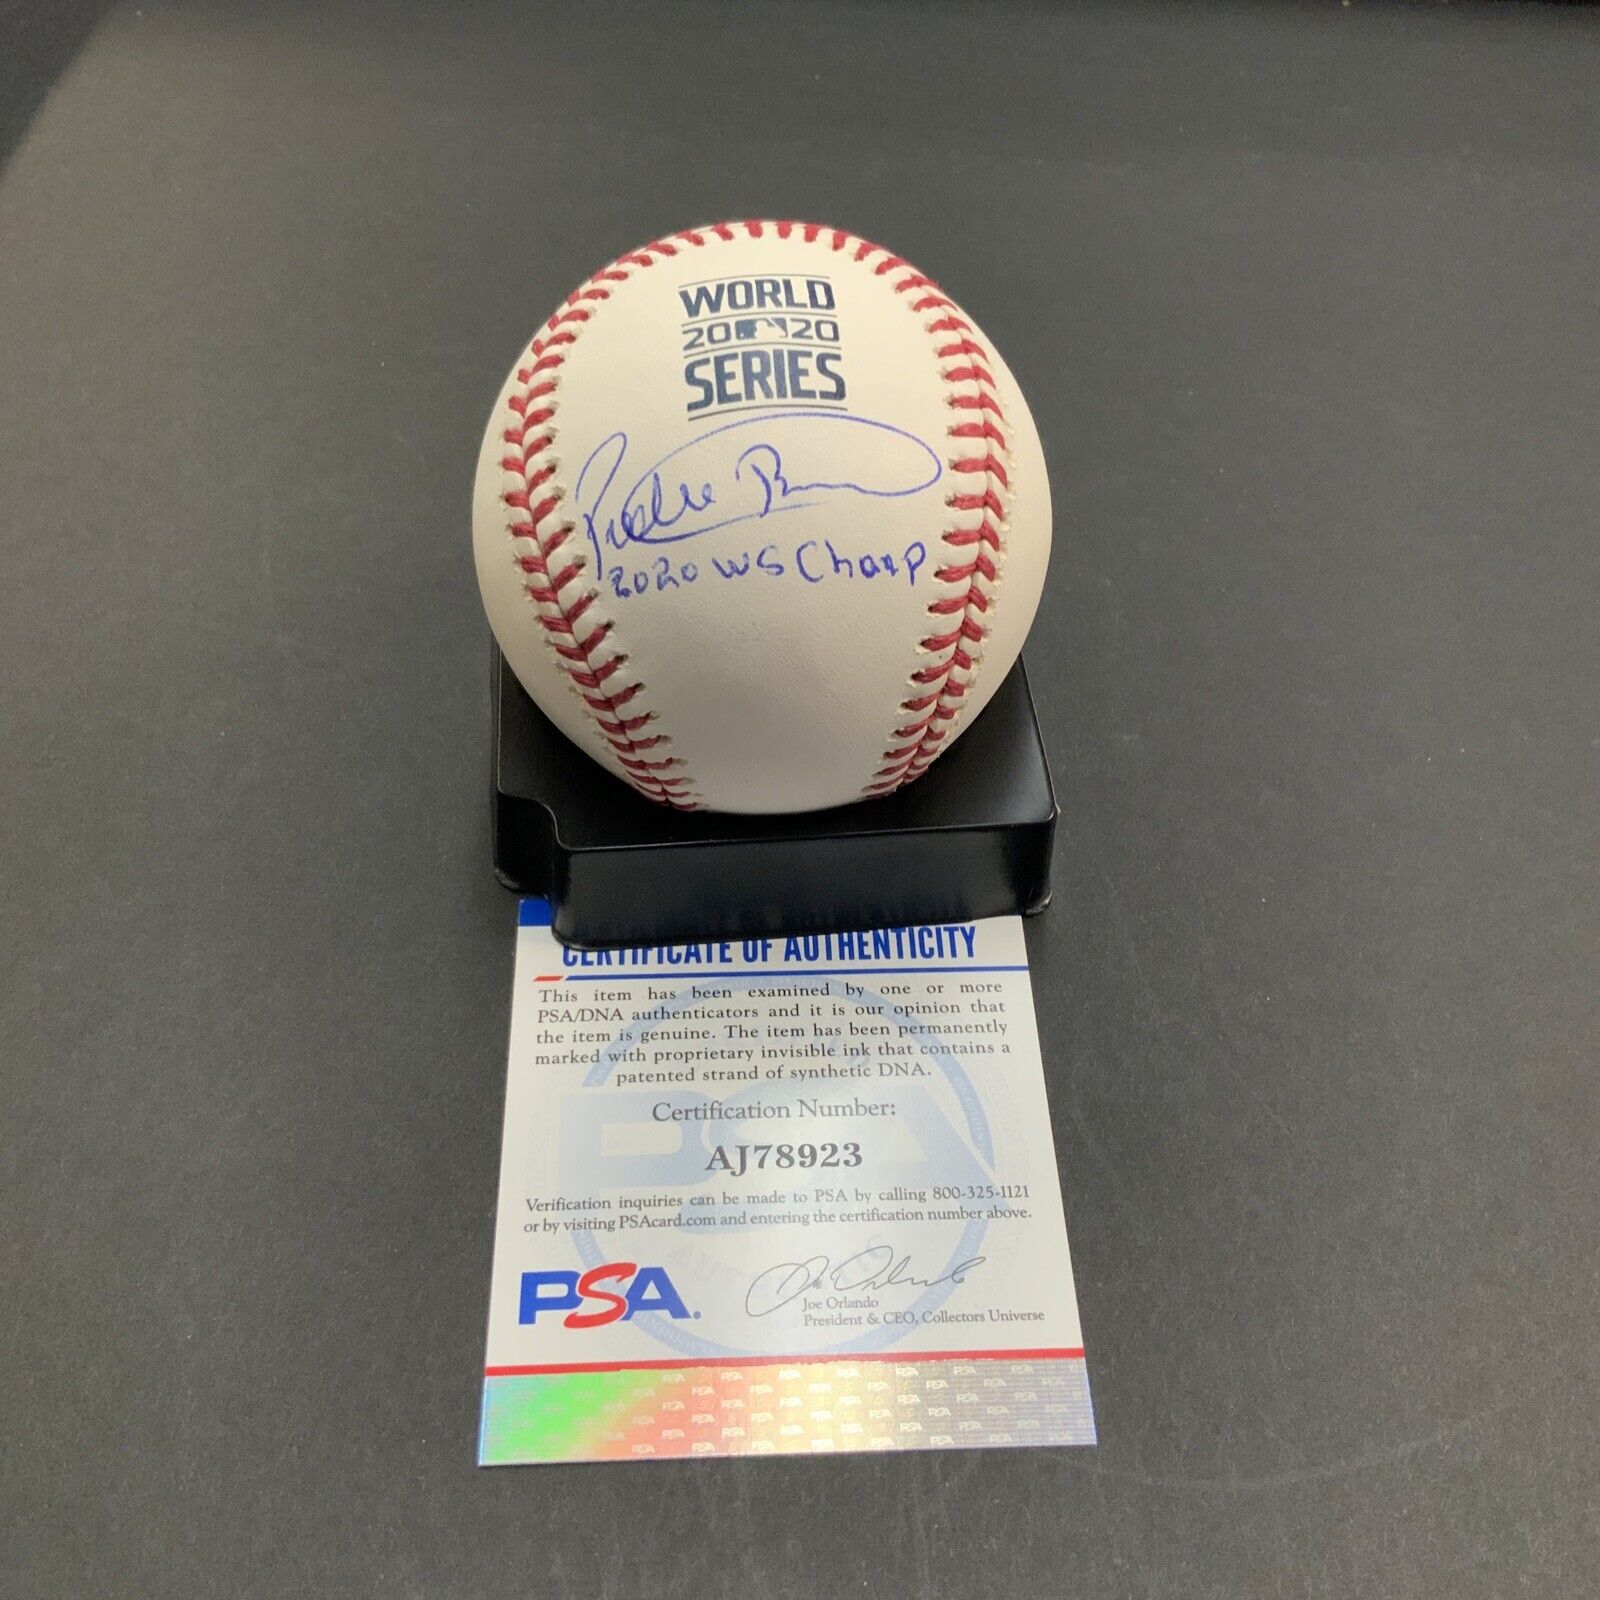 WORLD
20 20
SERIES
2020 WS Champ
CERTIFICATE OF AUTHENTICITY
This item has been examined by one or more
PSA/DNA authenticators and it is our opinion that
the item is genuine. The item has been permanently
marked with proprietary invisible ink that contains a
patented strand of synthetic DNA.
Certification Number:
AJ78923
Verification inquiries can be made to PSA by calling 800-325-1121
or by visiting PSAcard.com and entering the certification number above.
PSA.
Joe Orlando
President & CEO, Collectors Universe